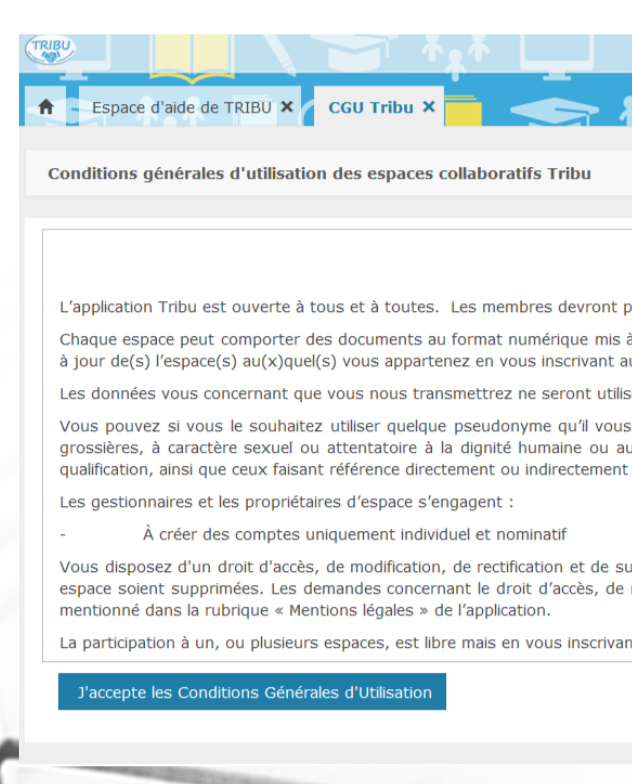 TRIBU
Espace d'aide de TRIBU ×
CGU Tribu ×
Conditions générales d'utilisation des espaces collaboratifs Tribu
L'application Tribu est ouverte à tous et à toutes. Les membres devront p
Chaque espace peut comporter des documents au format numérique mis à
à jour de(s) l'espace(s) au(x)quel(s) vous appartenez en vous inscrivant au
Les données vous concernant que vous nous transmettrez ne seront utilis
Vous pouvez si vous le souhaitez utiliser quelque pseudonyme qu'il vous
grossières, à caractère sexuel ou attentatoire à la dignité humaine ou au
qualification, ainsi que ceux faisant référence directement ou indirectement
Les gestionnaires et les propriétaires d'espace s'engagent :
- À créer des comptes uniquement individuel et nominatif
Vous disposez d'un droit d'accès, de modification, de rectification et de su
espace soient supprimées. Les demandes concernant le droit d'accès, de
mentionné dans la rubrique « Mentions légales » de l'application.
La participation à un, ou plusieurs espaces, est libre mais en vous inscrivan
J'accepte les Conditions Générales d'Utilisation